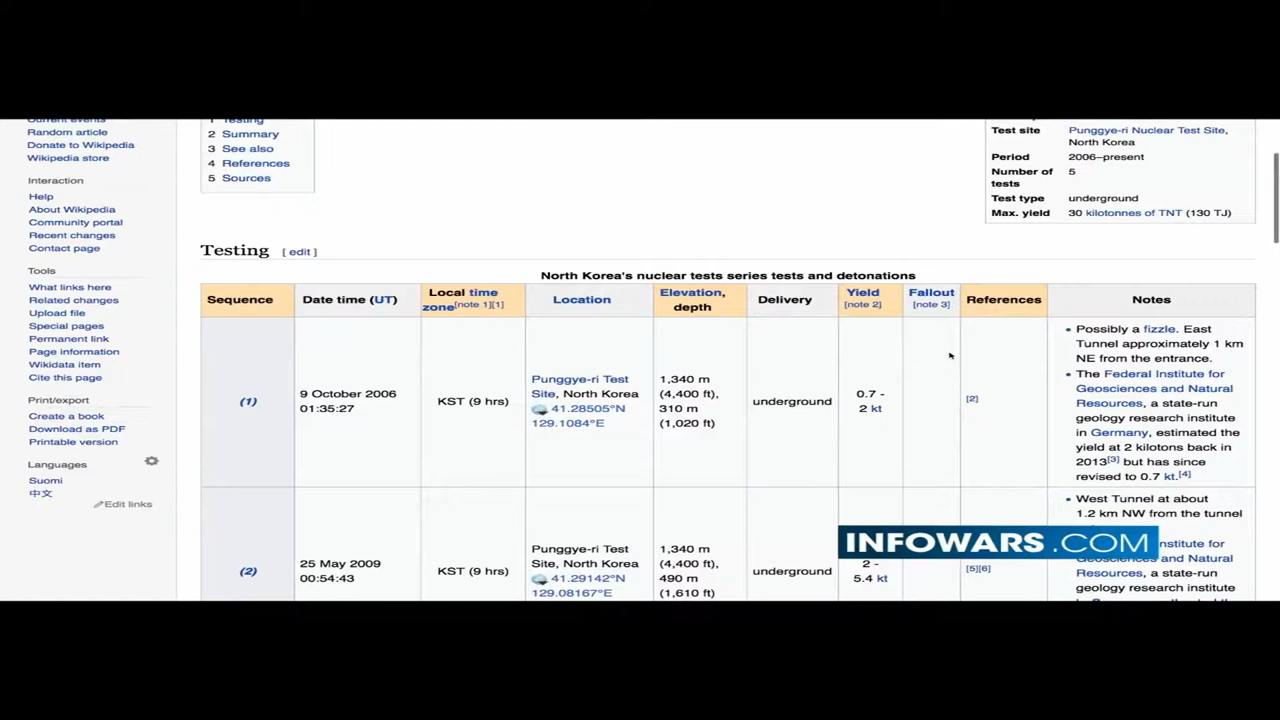 Current events
Random article
Donate to Wikipedia
Wikipedia store
Interaction
Help
About Wikipedia
Community portal
Recent changes
Contact page
Tools
What links here
Related changes
Upload file
Special pages
Permanent link
Page information
Wikidata item
Cite this page
Print/export
Create a book
Download as PDF
Printable version
Languages
Suomi
中文
Edit links
1 Testing
2 Summary
3 See also
4 References
5 Sources
Test site Punggye-ri Nuclear Test Site,
North Korea
Period 2006–present
Number of
tests 5
Test type underground
Max. yield 30 kilotonnes of TNT (130 TJ)
Testing [ edit ]
North Korea's nuclear tests series tests and detonations
Sequence
Date time (UT)
Local time
zone[note 1][1]
Location
Elevation,
depth
Delivery
Yield
[note 2]
Fallout
[note 3]
References
Notes
(1)
9 October 2006
01:35:27
KST (9 hrs)
Punggye-ri Test
Site, North Korea
41.28505°N
129.1084°E
1,340 m
(4,400 ft),
310 m
(1,020 ft)
underground
0.7 -
2 kt
[2]
• Possibly a fizzle. East
Tunnel approximately 1 km
NE from the entrance.
• The Federal Institute for
Geosciences and Natural
Resources, a state-run
geology research institute
in Germany, estimated the
yield at 2 kilotons back in
2013[3] but has since
revised to 0.7 kt.[4]
(2)
25 May 2009
00:54:43
KST (9 hrs)
Punggye-ri Test
Site, North Korea
41.29142°N
129.08167°E
1,340 m
(4,400 ft),
490 m
(1,610 ft)
underground
2 -
5.4 kt
[5][6]
• West Tunnel at about
1.2 km NW from the tunnel
Institute for
Geosciences and Natural
Resources, a state-run
geology research institute
INFOWARS.COM